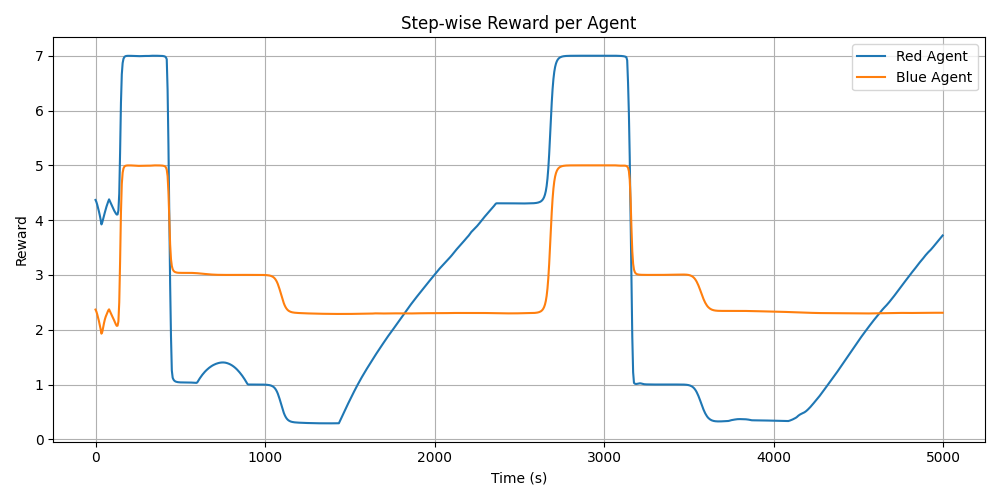 Step-wise Reward per Agent
Red Agent
Blue Agent
Reward
7
6
5
4
3
2
1
0
0 1000 2000 3000 4000 5000
Time (s)